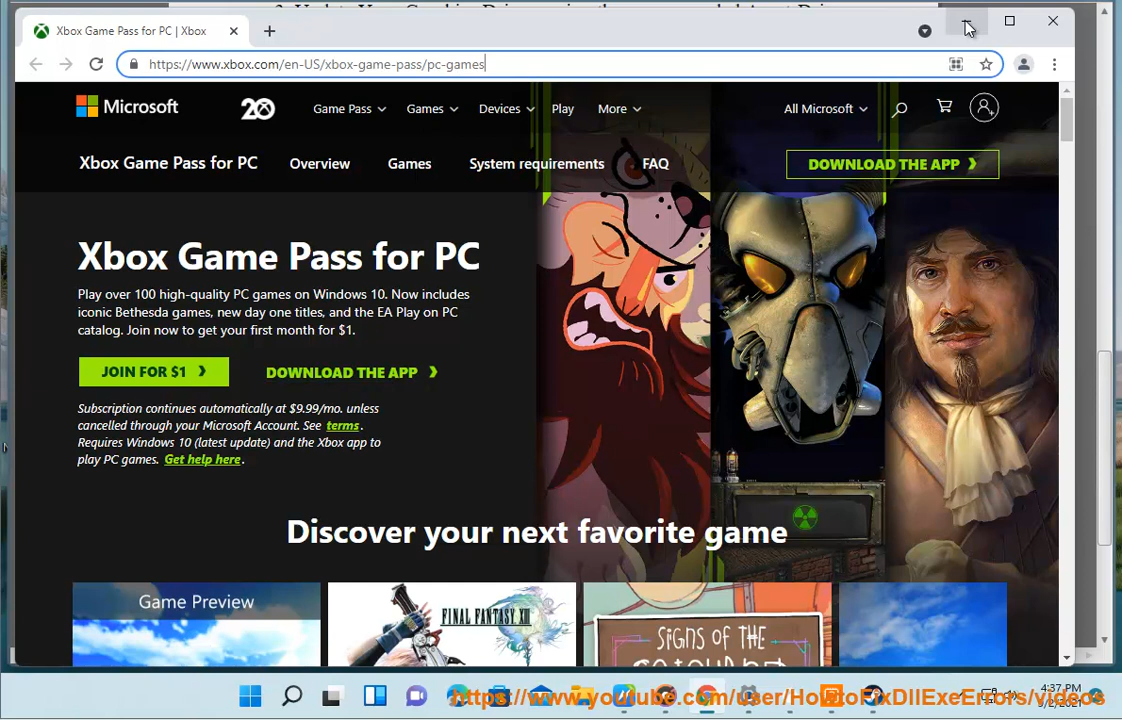 Xbox Game Pass for PC | Xbox
https://www.xbox.com/en-US/xbox-game-pass/pc-games
Microsoft
20
Game Pass
Games
Devices
Play
More
All Microsoft
Xbox Game Pass for PC
Overview
Games
System requirements
FAQ
DOWNLOAD THE APP
Xbox Game Pass for PC
Play over 100 high-quality PC games on Windows 10. Now includes
iconic Bethesda games, new day one titles, and the EA Play on PC
catalog. Join now to get your first month for $1.
JOIN FOR $1
DOWNLOAD THE APP
Subscription continues automatically at $9.99/mo. unless
cancelled through your Microsoft Account. See terms.
Requires Windows 10 (latest update) and the Xbox app to
play PC games. Get help here.
Discover your next favorite game
Game Preview
FINAL FANTASY XIII
SIGNS OF THE
4:37 PM
https://www.youtube.com/user/HowtoFixDllExeErrors/videos